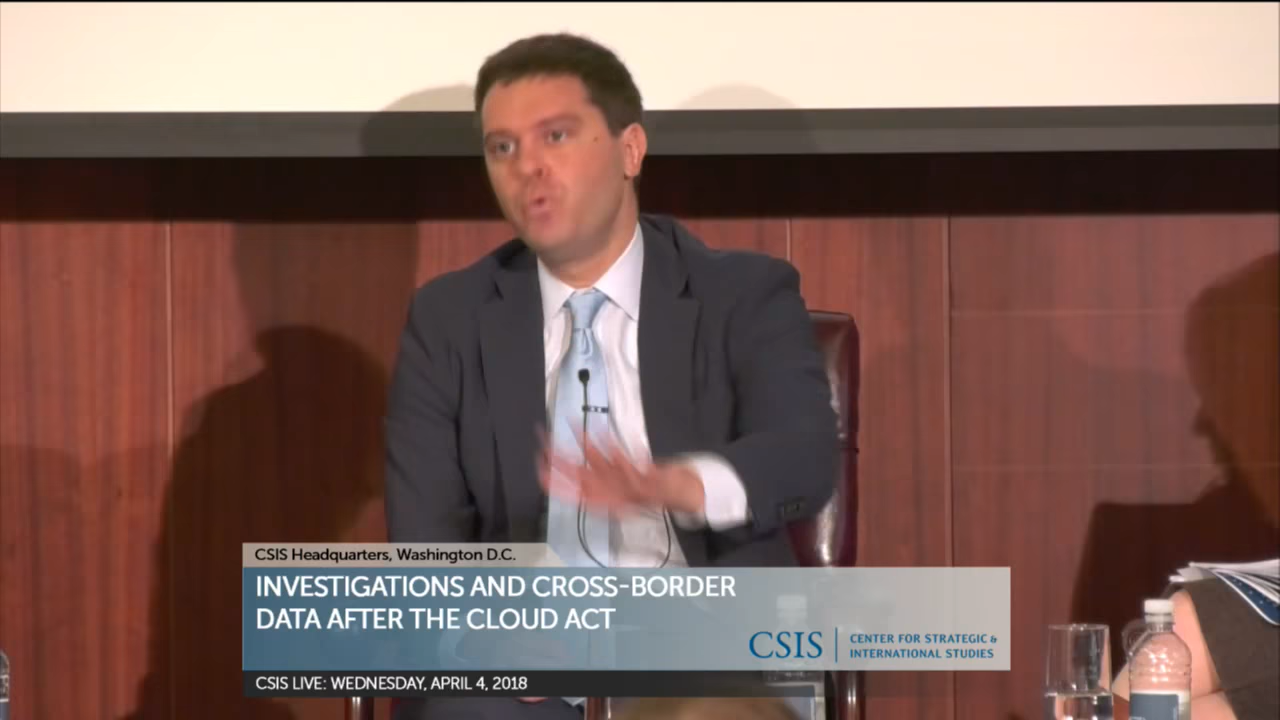 CSIS Headquarters, Washington D.C.
INVESTIGATIONS AND CROSS-BORDER
DATA AFTER THE CLOUD ACT
CSIS
CENTER FOR STRATEGIC &
INTERNATIONAL STUDIES
CSIS LIVE: WEDNESDAY, APRIL 4, 2018